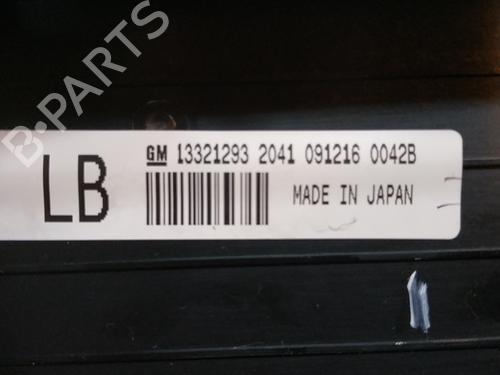 B-PARTS
LB
GM 13321293 2041 091216 0042B
MADE IN JAPAN